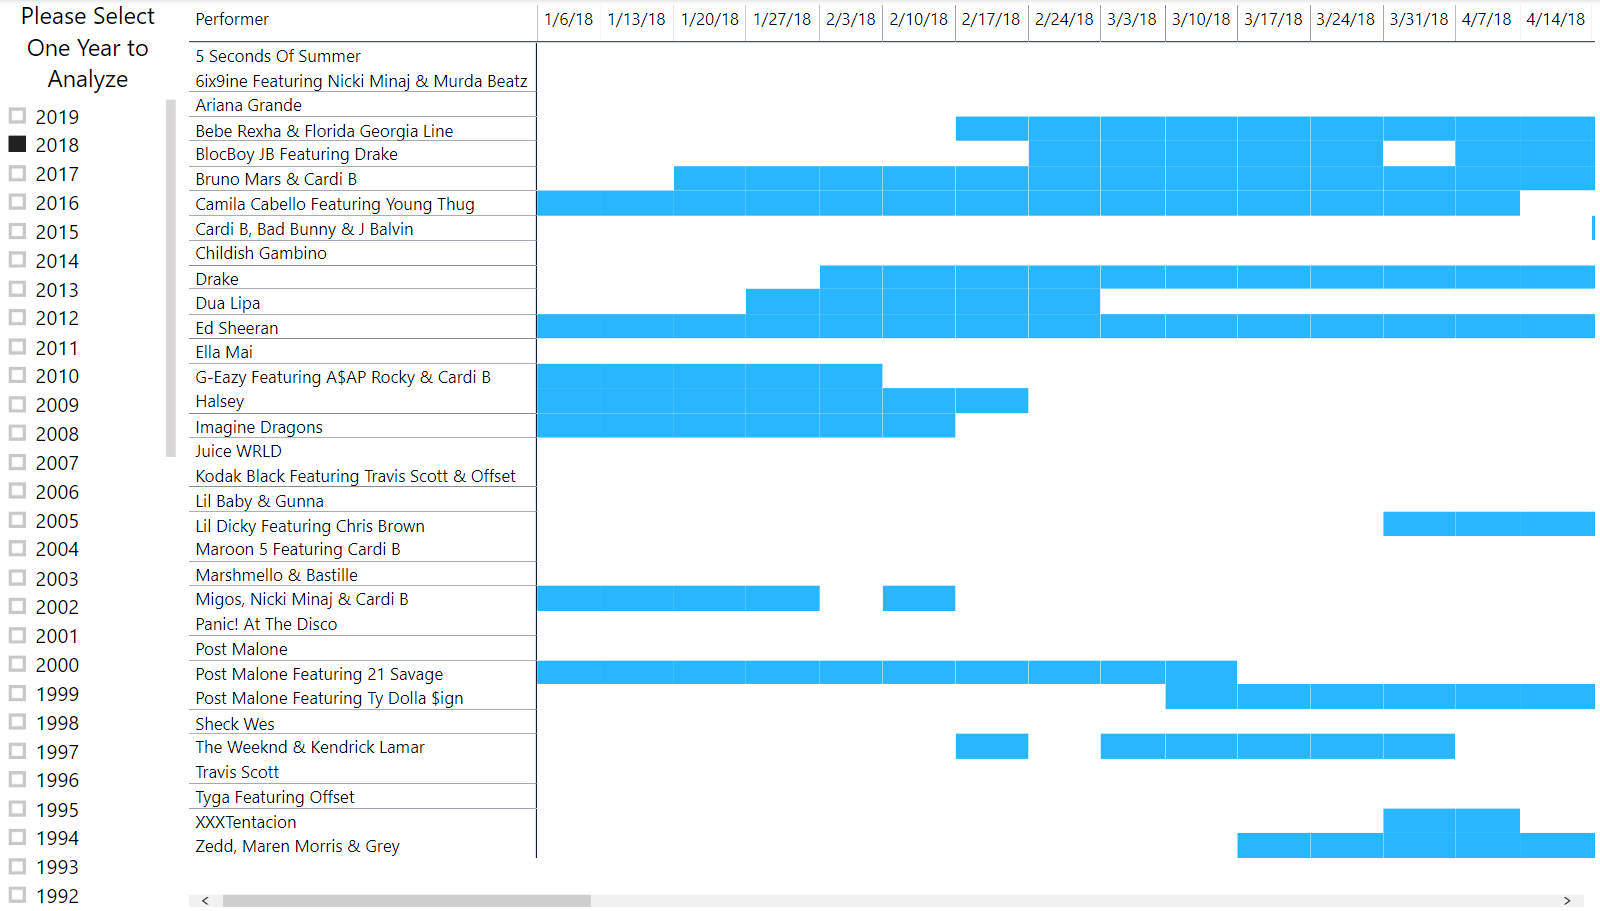 Please Select
One Year to
Analyze
2019
2018
2017
2016
2015
2014
2013
2012
2011
2010
2009
2008
2007
2006
2005
2004
2003
2002
2001
2000
1999
1998
1997
1996
1995
1994
1993
1992
Performer 1/6/18 1/13/18 1/20/18 1/27/18 2/3/18 2/10/18 2/17/18 2/24/18 3/3/18 3/10/18 3/17/18 3/24/18 3/31/18 4/7/18 4/14/18
5 Seconds Of Summer
6ix9ine Featuring Nicki Minaj & Murda Beatz
Ariana Grande
Bebe Rexha & Florida Georgia Line
BlocBoy JB Featuring Drake
Bruno Mars & Cardi B
Camila Cabello Featuring Young Thug
Cardi B, Bad Bunny & J Balvin
Childish Gambino
Drake
Dua Lipa
Ed Sheeran
Ella Mai
G-Eazy Featuring A$AP Rocky & Cardi B
Halsey
Imagine Dragons
Juice WRLD
Kodak Black Featuring Travis Scott & Offset
Lil Baby & Gunna
Lil Dicky Featuring Chris Brown
Maroon 5 Featuring Cardi B
Marshmello & Bastille
Migos, Nicki Minaj & Cardi B
Panic! At The Disco
Post Malone
Post Malone Featuring 21 Savage
Post Malone Featuring Ty Dolla $ign
Sheck Wes
The Weeknd & Kendrick Lamar
Travis Scott
Tyga Featuring Offset
XXXTentacion
Zedd, Maren Morris & Grey